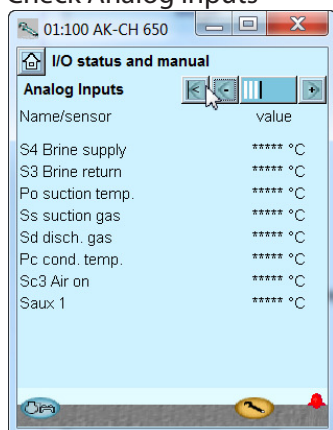 Check Analog Inputs
01:100 AK-CH 650
I/O status and manual
Analog Inputs
Name/sensor value
S4 Brine supply ***** °C
S3 Brine return ***** °C
Po suction temp. ***** °C
Ss suction gas ***** °C
Sd disch. gas ***** °C
Pc cond. temp. ***** °C
Sc3 Air on ***** °C
Saux 1 ***** °C